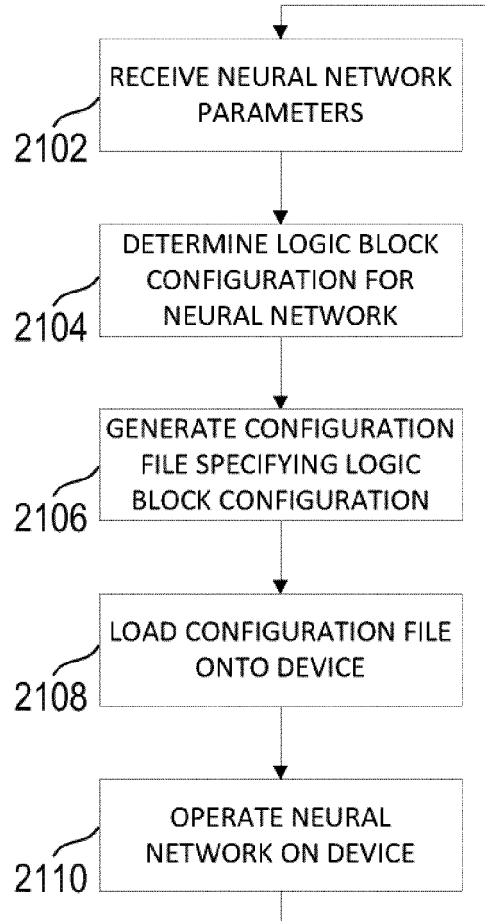 RECEIVE NEURAL NETWORK
PARAMETERS
2102
DETERMINE LOGIC BLOCK
CONFIGURATION FOR
NEURAL NETWORK
2104
GENERATE CONFIGURATION
FILE SPECIFYING LOGIC
BLOCK CONFIGURATION
2106
LOAD CONFIGURATION FILE
ONTO DEVICE
2108
OPERATE NEURAL
NETWORK ON DEVICE
2110